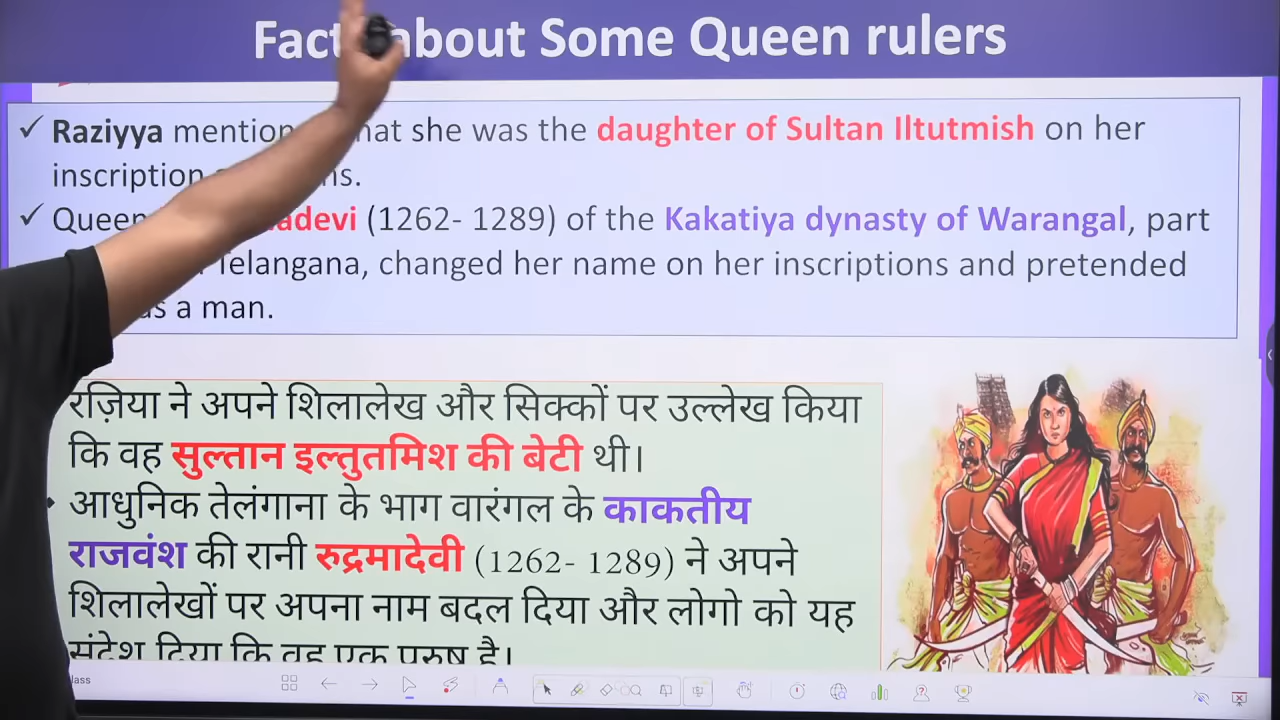 Fact about Some Queen rulers
✓ Raziyya mention hat she was the daughter of Sultan Iltutmish on her
inscription ns.
✓ Queen adevi (1262- 1289) of the Kakatiya dynasty of Warangal, part
Telangana, changed her name on her inscriptions and pretended
s a man.
रज़िया ने अपने शिलालेख और सिक्कों पर उल्लेख किया
कि वह सुल्तान इल्तुतमिश की बेटी थी।
आधुनिक तेलंगाना के भाग वारंगल के काकतीय
राजवंश की रानी रुद्रमादेवी (1262- 1289) ने अपने
शिलालेखों पर अपना नाम बदल दिया और लोगो को यह
संदेश दिया कि वह एक पुरुष है।
lass